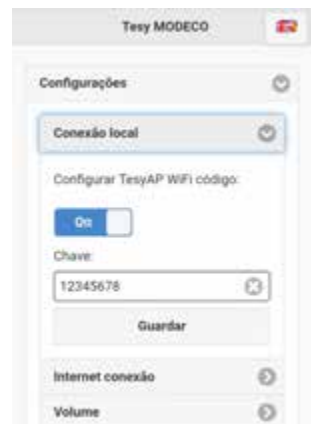 Tesy MODECO
Configurações
Conexão local
Configurar TesyAP WiFi código:
On
Chave:
12345678
Guardar
Internet conexão
Volume